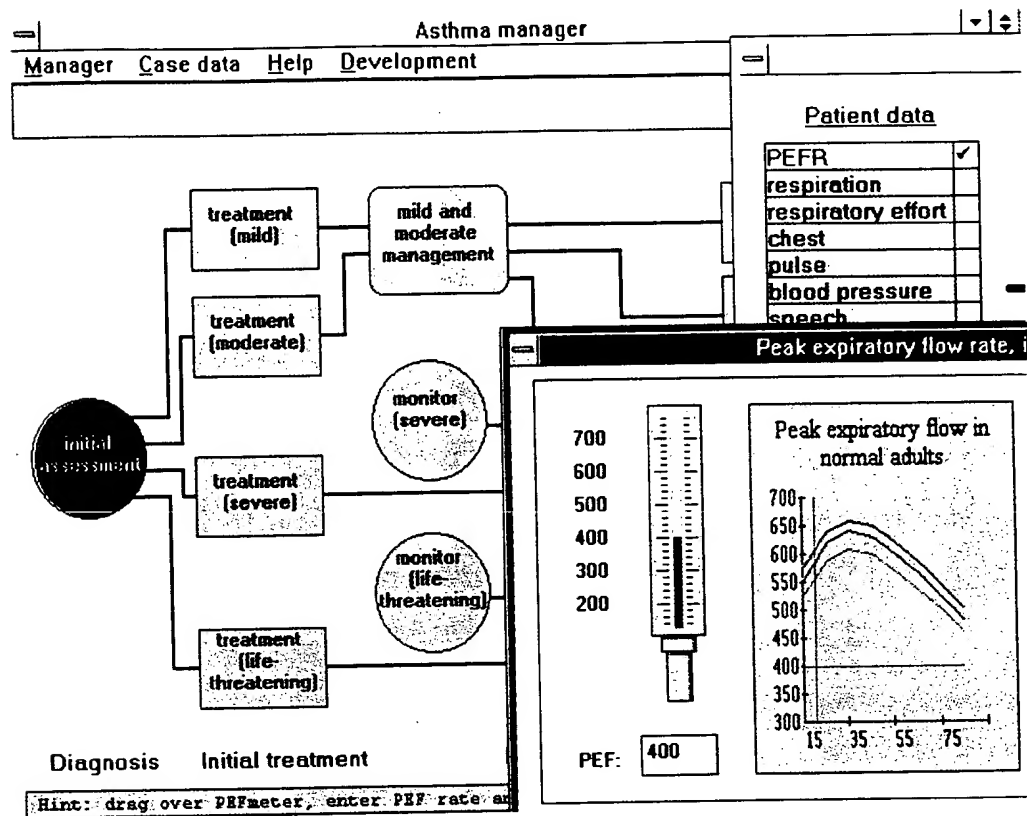 Asthma manager
Manager Case data Help Development
Patient data
PEFR ✔
respiration
respiratory effort
chest
pulse
blood pressure
speech
treatment
(mild)
mild and
moderate
management
treatment
(moderate)
monitor
(severe)
initial
assessment
treatment
(severe)
monitor
(life-
threatening)
treatment
(life-
threatening)
Diagnosis Initial treatment
Hint: drag over PEFmeter, enter PEF rate an
Peak expiratory flow rate, i
700
600
500
400
300
200
PEF: 400
Peak expiratory flow in
normal adults
700
650
600
550
500
450
400
350
300
15 35 55 75